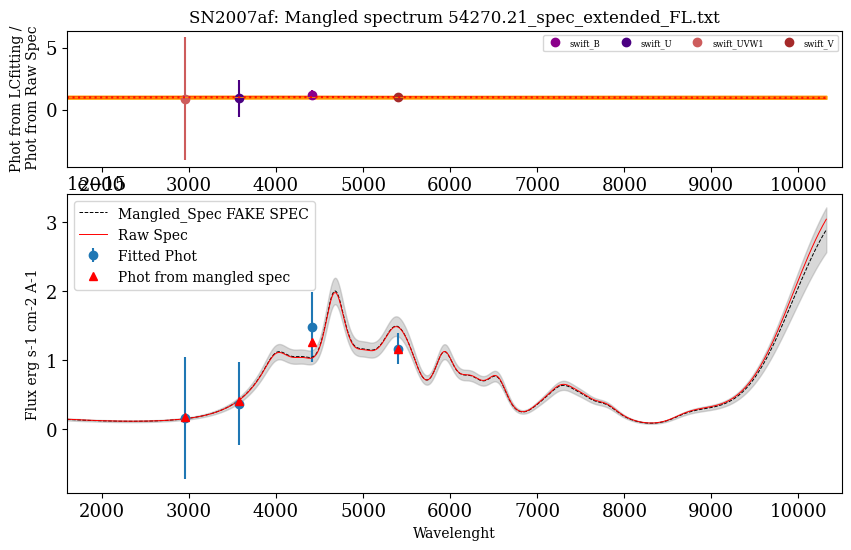 SN2007af: Mangled spectrum 54270.21_spec_extended_FL.txt
Phot from LCfitting /
Phot from Raw Spec
5
0
swift_B swift_U swift_UVW1 swift_V
2000 3000 4000 5000 6000 7000 8000 9000 10000
1e−15
Flux erg s-1 cm-2 A-1
3
2
1
0
Mangled_Spec FAKE SPEC
Raw Spec
Fitted Phot
Phot from mangled spec
2000 3000 4000 5000 6000 7000 8000 9000 10000
Wavelenght